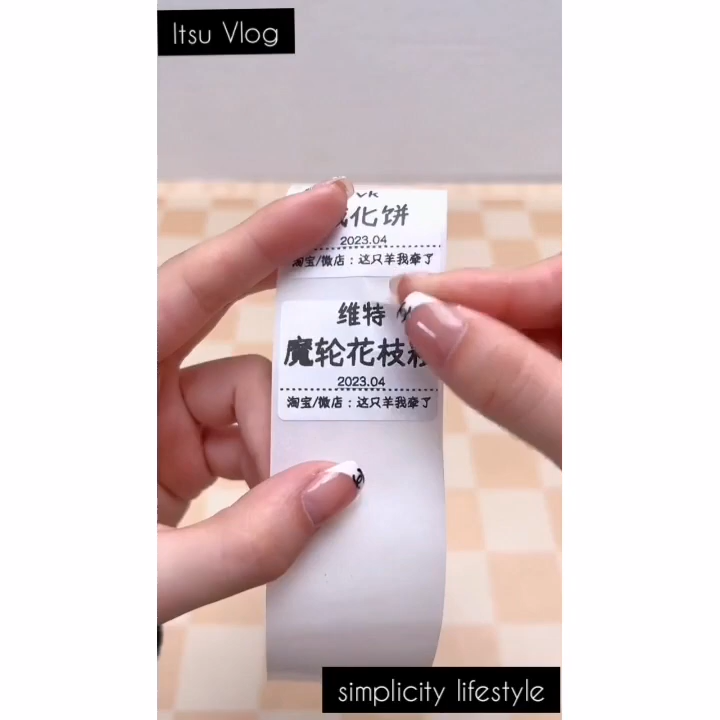 Itsu Vlog
vk
化饼
2023.04
淘宝/微店：这只羊我牵了
维特
魔轮花枝
2023.04
淘宝/微店：这只羊我牵了
simplicity lifestyle